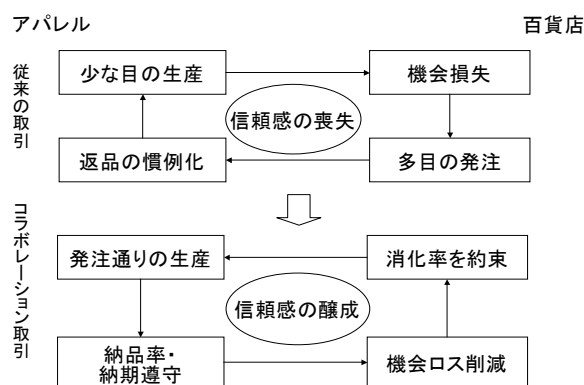 アパレル
百貨店
従来の取引
少な目の生産
機会損失
信頼感の喪失
返品の慣例化
多目の発注
コラボレーション取引
発注通りの生産
消化率を約束
信頼感の醸成
納品率・
納期遵守
機会ロス削減